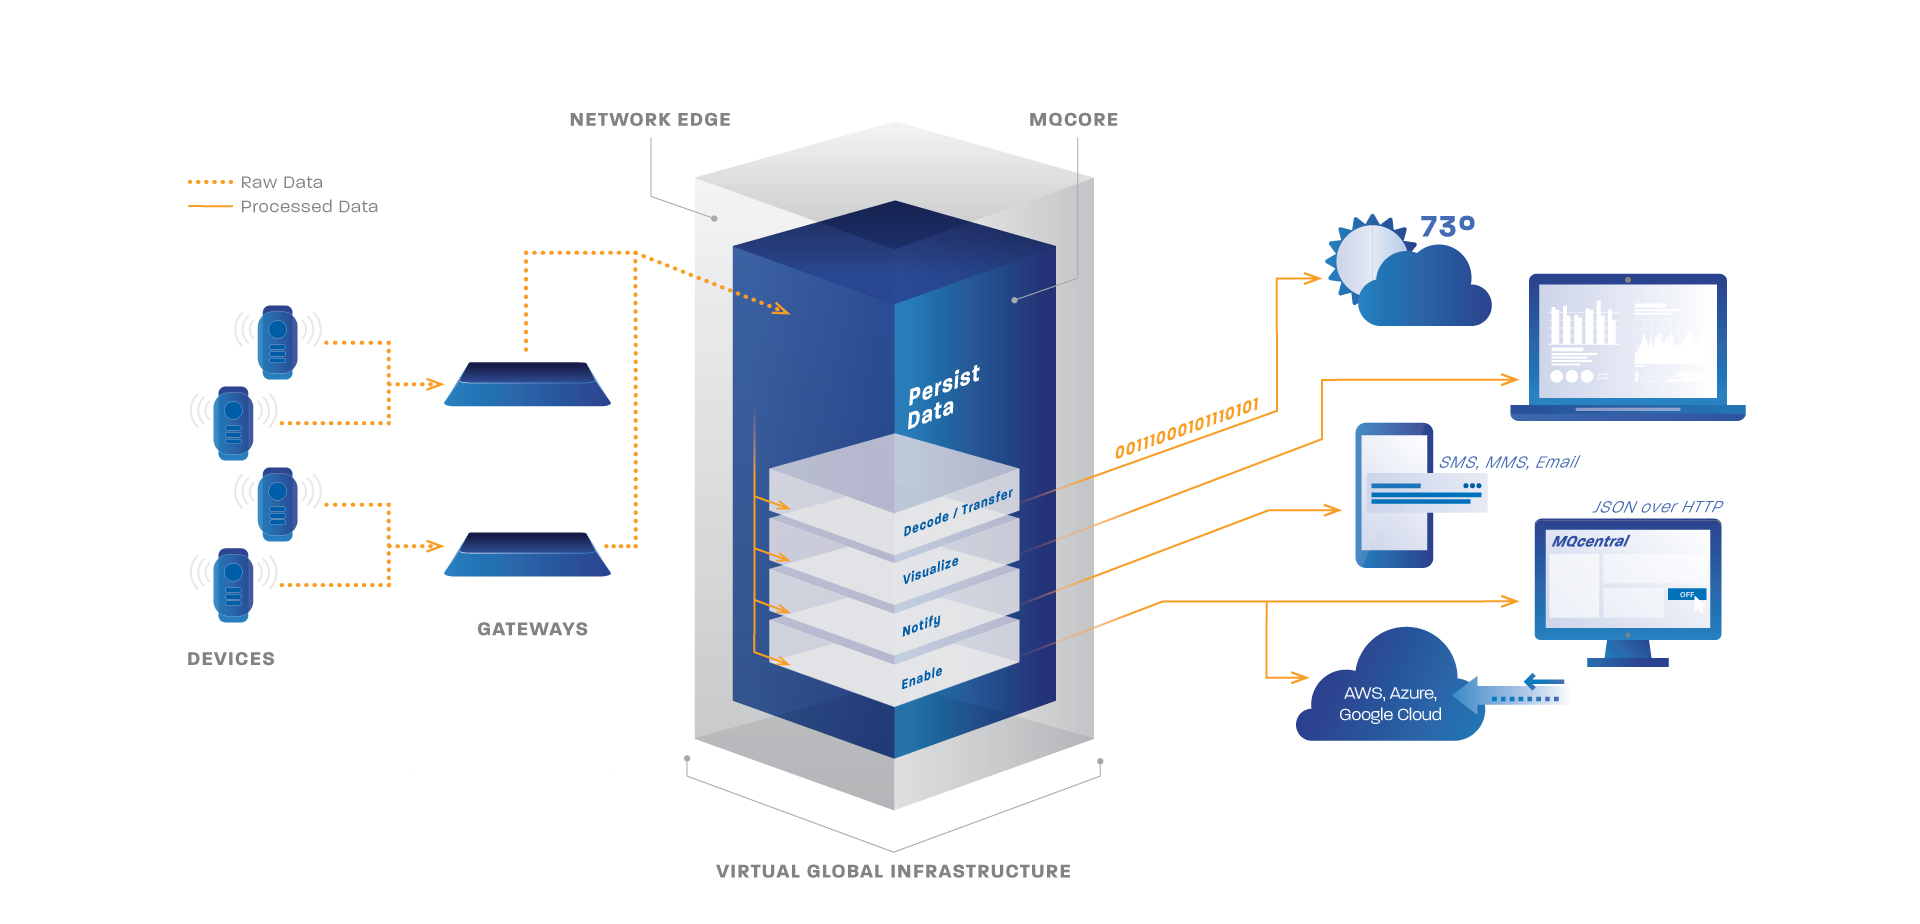 NETWORK EDGE
MQCORE
Raw Data
Processed Data
73º
Persist
Data
00111000101110101
Decode / Transfer
Visualize
Notify
Enable
SMS, MMS, Email
JSON over HTTP
MQcentral
OFF
AWS, Azure,
Google Cloud
GATEWAYS
DEVICES
VIRTUAL GLOBAL INFRASTRUCTURE